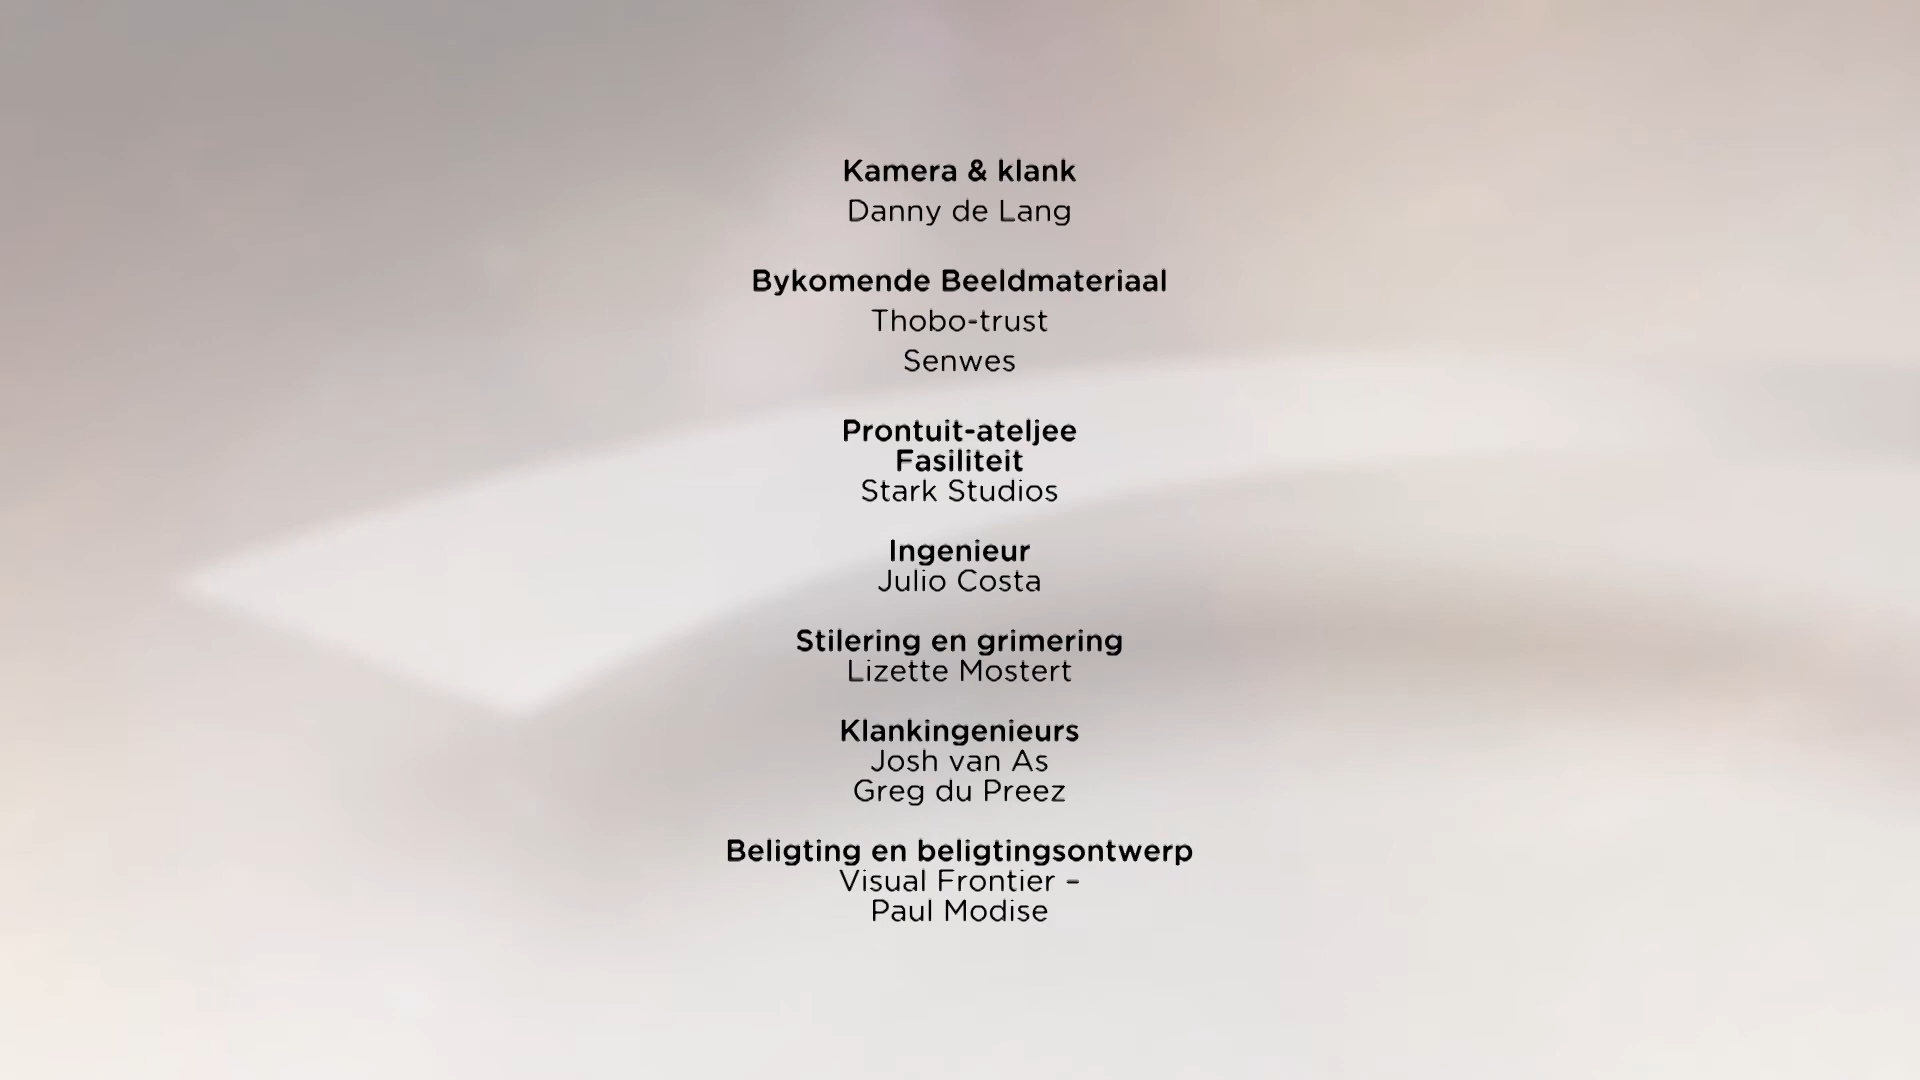 Kamera & klank
Danny de Lang
Bykomende Beeldmateriaal
Thobo-trust
Senwes
Prontuit-ateljee
Fasiliteit
Stark Studios
Ingenieur
Julio Costa
Stilering en grimering
Lizette Mostert
Klankingenieurs
Josh van As
Greg du Preez
Beligting en beligtingsontwerp
Visual Frontier –
Paul Modise